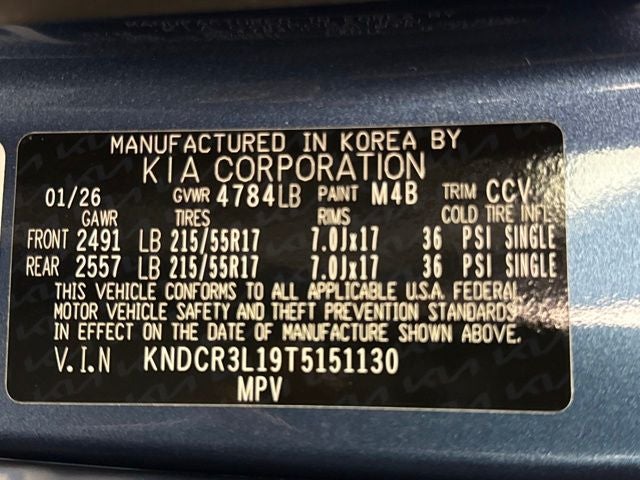 MANUFACTURED IN KOREA BY
KIA CORPORATION
01/26 GVWR 4784LB PAINT M4B TRIM CCV
GAWR TIRES RIMS COLD TIRE INFL.
FRONT 2491 LB 215/55R17 7.0Jx17 36 PSI SINGLE
REAR 2557 LB 215/55R17 7.0Jx17 36 PSI SINGLE
THIS VEHICLE CONFORMS TO ALL APPLICABLE U.S.A. FEDERAL
MOTOR VEHICLE SAFETY AND THEFT PREVENTION STANDARDS
IN EFFECT ON THE DATE OF MANUFACTURE SHOWN ABOVE.
V.I.N KNDCR3L19T5151130
MPV